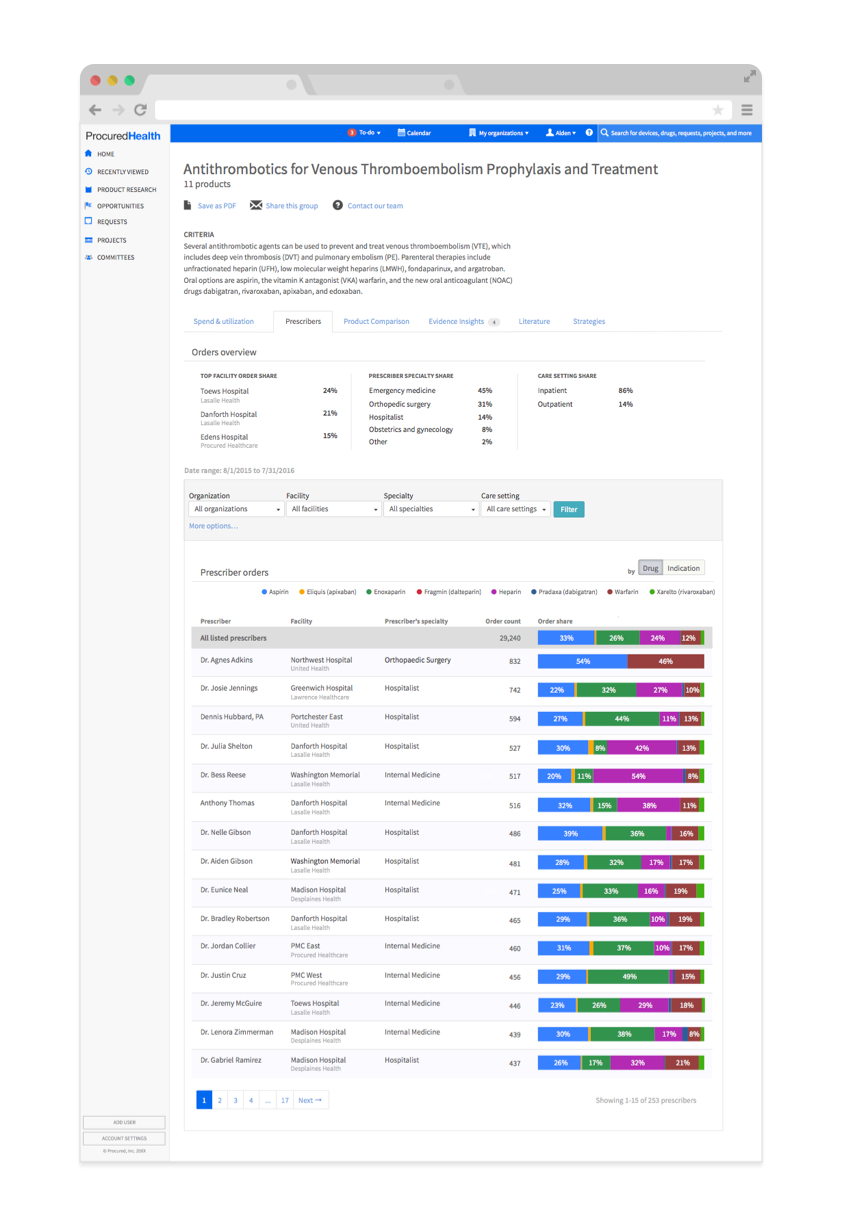 ProcuredHealth
3 To-do Calendar My organizations Alden ? Search for devices, drugs, requests, projects, and more
HOME
RECENTLY VIEWED
PRODUCT RESEARCH
OPPORTUNITIES
REQUESTS
PROJECTS
COMMITTEES
Antithrombotics for Venous Thromboembolism Prophylaxis and Treatment
11 products
Save as PDF Share this group ? Contact our team
CRITERIA
Several antithrombotic agents can be used to prevent and treat venous thromboembolism (VTE), which
includes deep vein thrombosis (DVT) and pulmonary embolism (PE). Parenteral therapies include
unfractionated heparin (UFH), low molecular weight heparins (LMWH), fondaparinux, and argatroban.
Oral options are aspirin, the vitamin K antagonist (VKA) warfarin, and the new oral anticoagulant (NOAC)
drugs dabigatran, rivaroxaban, apixaban, and edoxaban.
Spend & utilization Prescribers Product Comparison Evidence insights 4 Literature Strategies
Orders overview
TOP FACILITY ORDER SHARE
Toews Hospital 24%
Lasalle Health
Danforth Hospital 21%
Lasalle Health
Edens Hospital 15%
Procured Healthcare
PRESCRIBER SPECIALTY SHARE
Emergency medicine 45%
Orthopedic surgery 31%
Hospitalist 14%
Obstetrics and gynecology 8%
Other 2%
CARE SETTING SHARE
Inpatient 86%
Outpatient 14%
Date range: 8/1/2015 to 7/31/2016
Organization Facility Specialty Care setting
All organizations All facilities All specialties All care settings Filter
More options...
Prescriber orders by Drug Indication
Aspirin Eliquis (apixaban) Enoxaparin Fragmin (dalteparin) Heparin Pradaxa (dabigatran) Warfarin Xarelto (rivaroxaban)
Prescriber Facility Prescriber's specialty Order count Order share
All listed prescribers 29,240 33% 26% 24% 12%
Dr. Agnes Adkins Northwest Hospital Orthopaedic Surgery 832 54% 46%
United Health
Dr. Josie Jennings Greenwich Hospital Hospitalist 742 22% 32% 27% 10%
Lawrence Healthcare
Dennis Hubbard, PA Portchester East Hospitalist 594 27% 44% 11% 13%
United Health
Dr. Julia Shelton Danforth Hospital Hospitalist 527 30% 8% 42% 13%
Lasalle Health
Dr. Bess Reese Washington Memorial Internal Medicine 517 20% 11% 54% 8%
Lasalle Health
Anthony Thomas Danforth Hospital Internal Medicine 516 32% 15% 38% 11%
Lasalle Health
Dr. Nelle Gibson Danforth Hospital Hospitalist 486 39% 36% 16%
Lasalle Health
Dr. Aiden Gibson Washington Memorial Hospitalist 481 28% 32% 17% 17%
Lasalle Health
Dr. Eunice Neal Madison Hospital Hospitalist 471 25% 33% 16% 19%
Desplaines Health
Dr. Bradley Robertson Danforth Hospital Hospitalist 465 29% 36% 10% 19%
Lasalle Health
Dr. Jordan Collier PMC East Internal Medicine 460 31% 37% 10% 17%
Procured Healthcare
Dr. Justin Cruz PMC West Internal Medicine 456 29% 49% 15%
Procured Healthcare
Dr. Jeremy McGuire Toews Hospital Internal Medicine 446 23% 26% 29% 18%
Lasalle Health
Dr. Lenora Zimmerman Madison Hospital Internal Medicine 439 30% 38% 17% 8%
Desplaines Health
Dr. Gabriel Ramirez Madison Hospital Hospitalist 437 26% 17% 32% 21%
Desplaines Health
1 2 3 4 ... 17 Next → Showing 1-15 of 253 prescribers
ADD USER
ACCOUNT SETTINGS
© Procured, Inc. 20XX